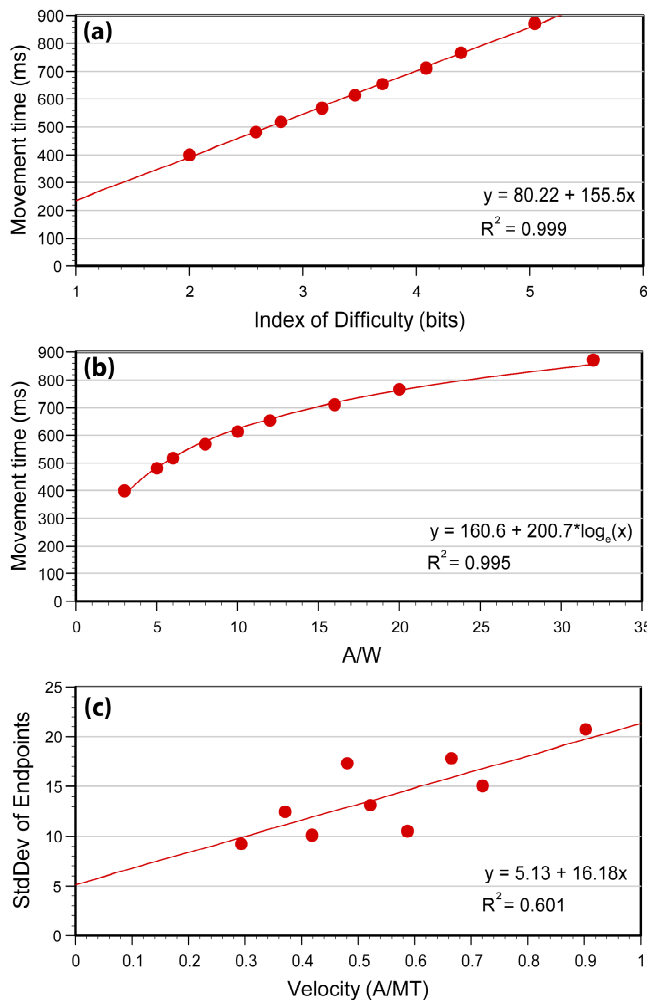 (a)
Movement time (ms)
900
800
700
600
500
400
300
200
100
0
y = 80.22 + 155.5x
R² = 0.999
1 2 3 4 5 6
Index of Difficulty (bits)
(b)
Movement time (ms)
900
800
700
600
500
400
300
200
100
0
y = 160.6 + 200.7*logₑ(x)
R² = 0.995
0 5 10 15 20 25 30 35
A/W
(c)
StdDev of Endpoints
25
20
15
10
5
0
y = 5.13 + 16.18x
R² = 0.601
0 0.1 0.2 0.3 0.4 0.5 0.6 0.7 0.8 0.9 1
Velocity (A/MT)